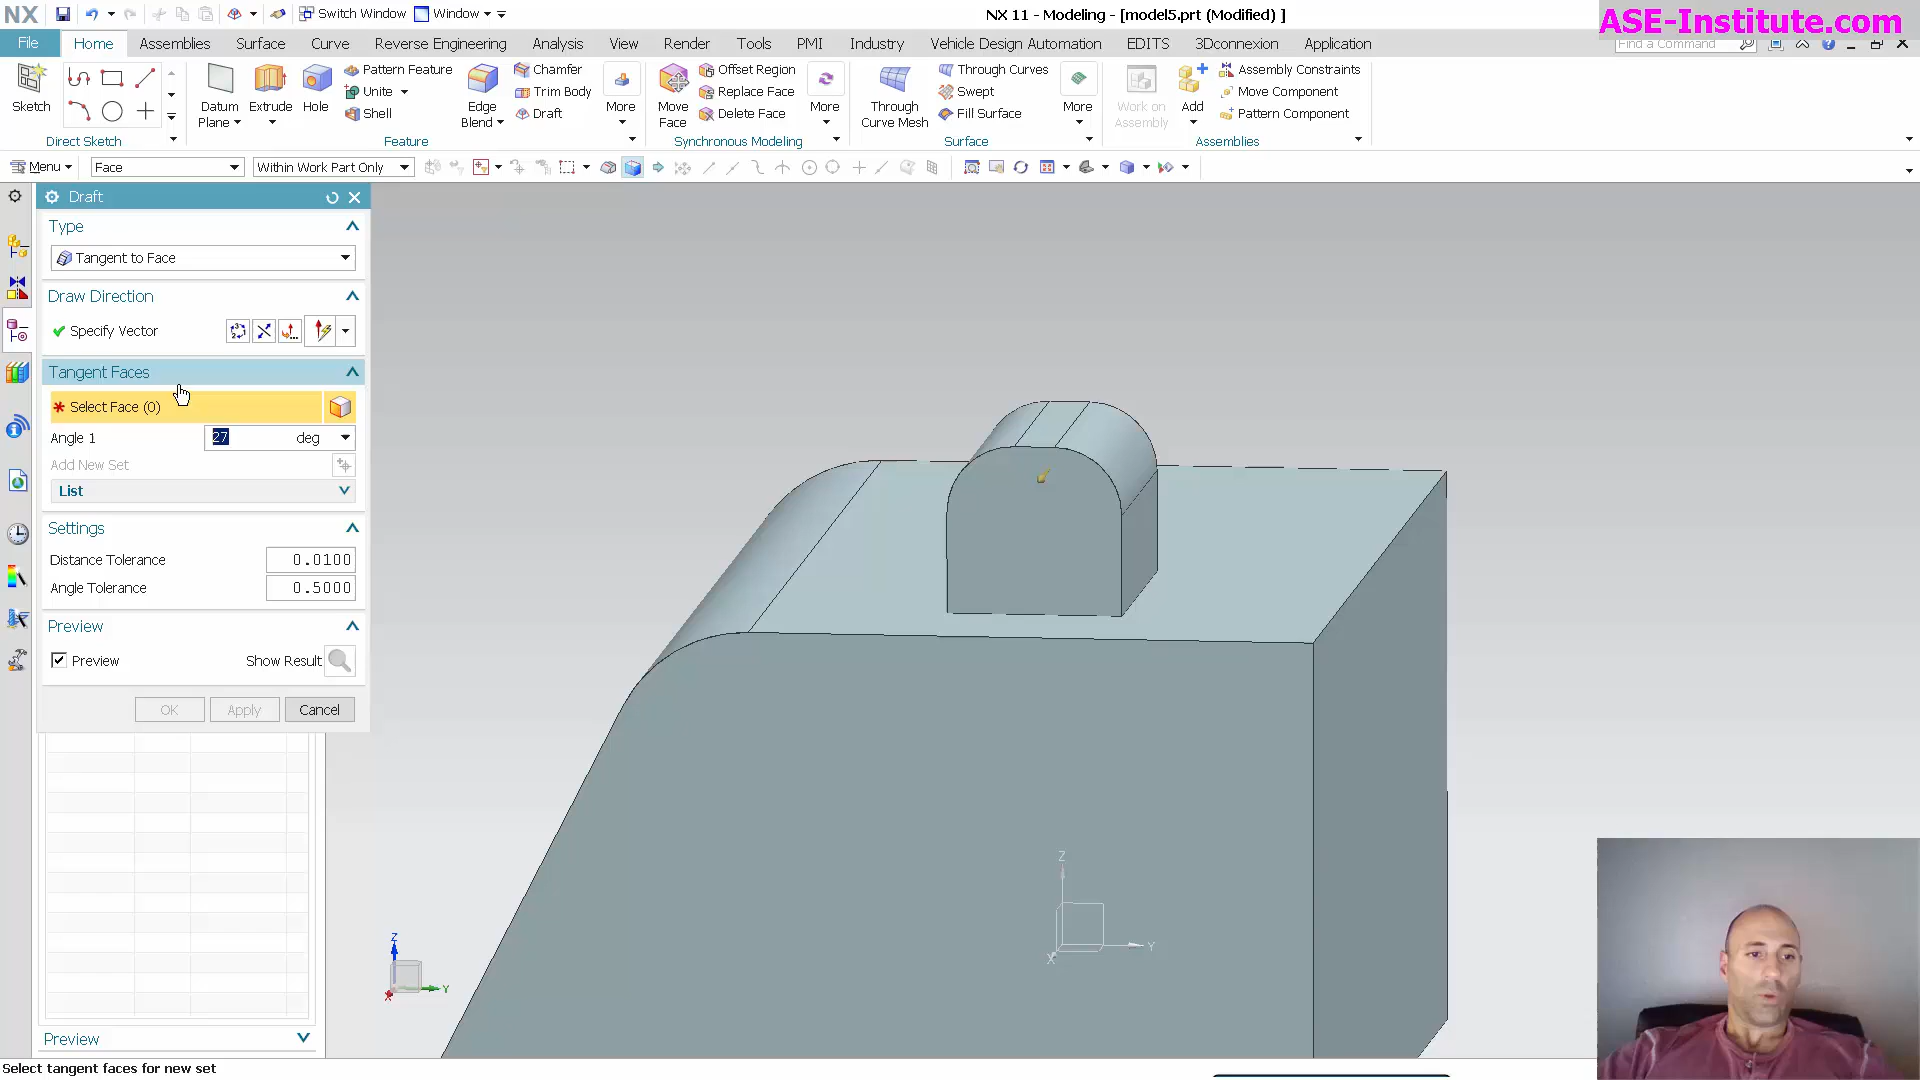 NX Switch Window Window NX 11 - Modeling - [model5.prt (Modified) ] ASE-Institute.com
File Home Assemblies Surface Curve Reverse Engineering Analysis View Render Tools PMI Industry Vehicle Design Automation EDITS 3Dconnexion Application Find a Command
Pattern Feature Chamfer Offset Region Through Curves Assembly Constraints
Unite Trim Body Replace Face Swept Move Component
Sketch Datum Plane Extrude Hole Shell Edge Blend Draft More Move Face Delete Face More Through Curve Mesh Fill Surface More Work on Assembly Add Pattern Component
Direct Sketch Feature Synchronous Modeling Surface Assemblies
Menu Face Within Work Part Only
Draft
Type
Tangent to Face
Draw Direction
Specify Vector
Tangent Faces
* Select Face (0)
Angle 1 27 deg
Add New Set
List
Settings
Distance Tolerance 0.0100
Angle Tolerance 0.5000
Preview
Preview Show Result
OK Apply Cancel
Z
Y
X
Z
Y
X
Preview
Select tangent faces for new set